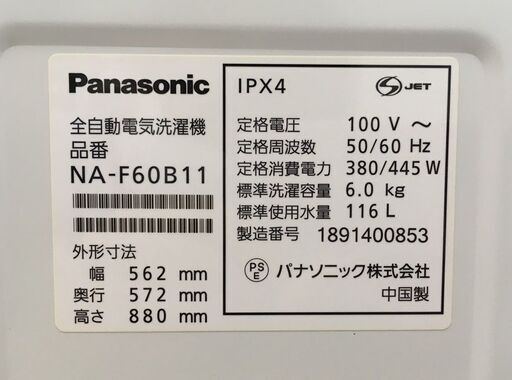 Panasonic
全自動電気洗濯機
品番
NA-F60B11
外形寸法
幅 562 mm
奥行 572 mm
高さ 880 mm
IPX4
S JET
定格電圧 100 V ～
定格周波数 50/60 Hz
定格消費電力 380/445 W
標準洗濯容量 6.0 kg
標準使用水量 116 L
製造番号 1891400853
PSE パナソニック株式会社
中国製